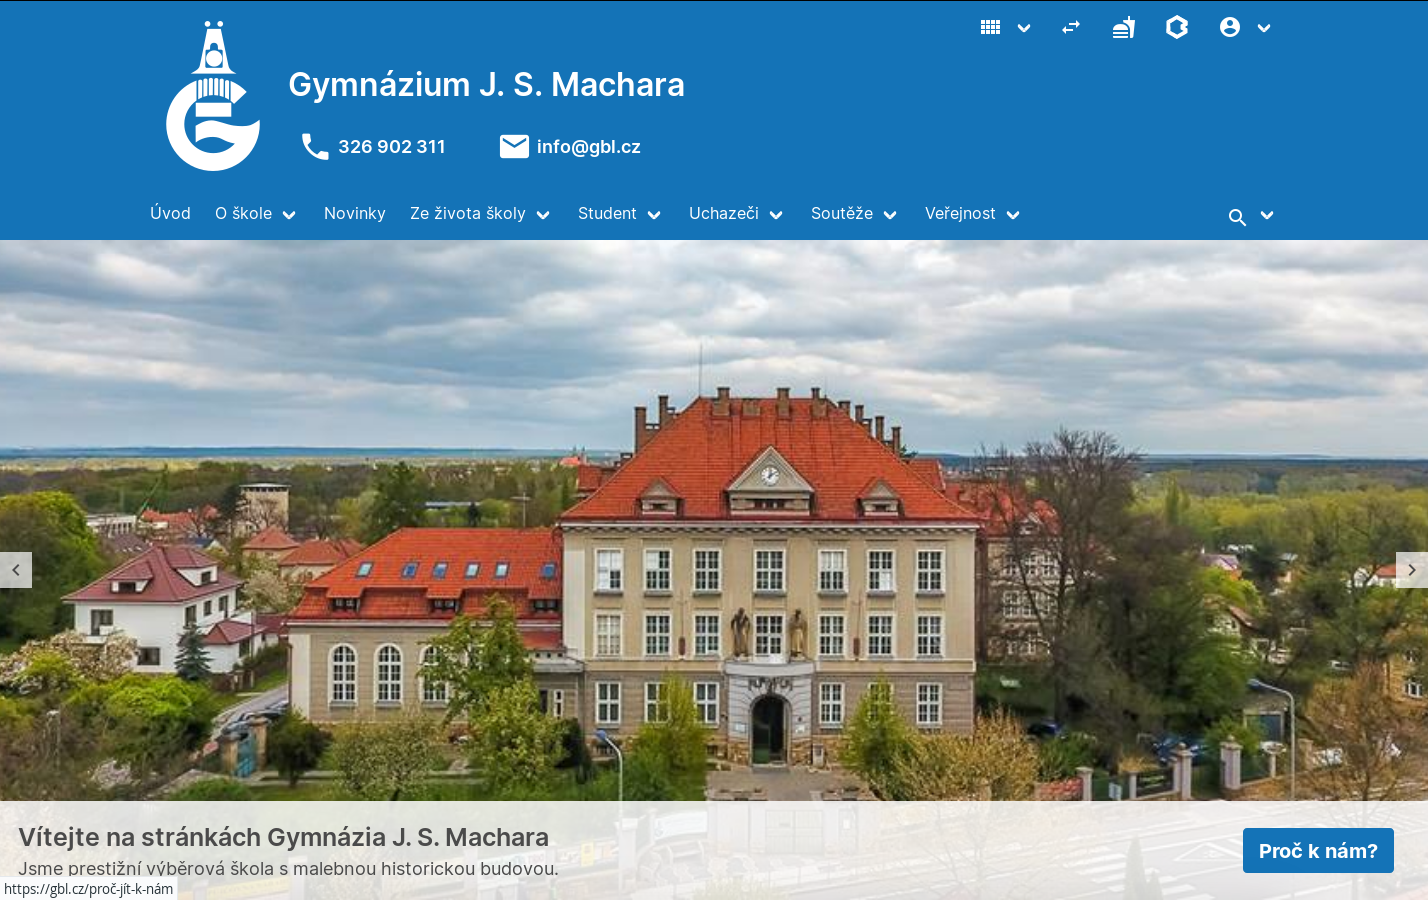 Gymnázium J. S. Machara
326 902 311
info@gbl.cz
Úvod
O škole
Novinky
Ze života školy
Student
Uchazeči
Soutěže
Veřejnost
Vítejte na stránkách Gymnázia J. S. Machara
Jsme prestižní výběrová škola s malebnou historickou budovou.
Proč k nám?
https://gbl.cz/proč-jít-k-nám